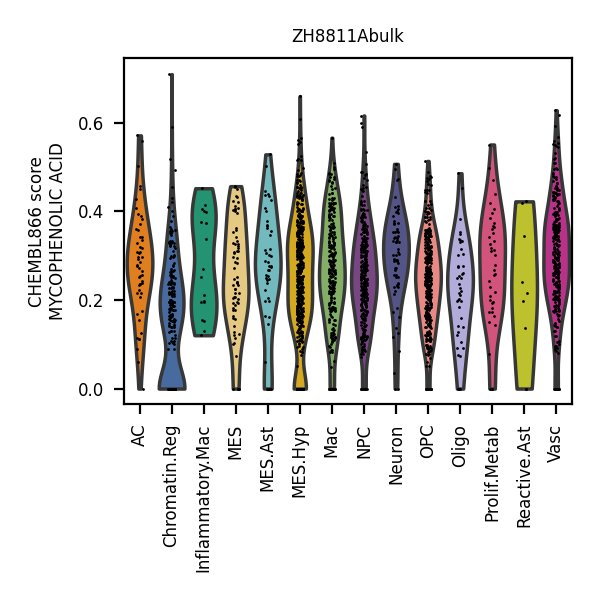 ZH8811Abulk
CHEMBL866 score
MYCOPHENOLIC ACID
0.6
0.4
0.2
0.0
AC
Chromatin.Reg
Inflammatory.Mac
MES
MES.Ast
MES.Hyp
Mac
NPC
Neuron
OPC
Oligo
Prolif.Metab
Reactive.Ast
Vasc